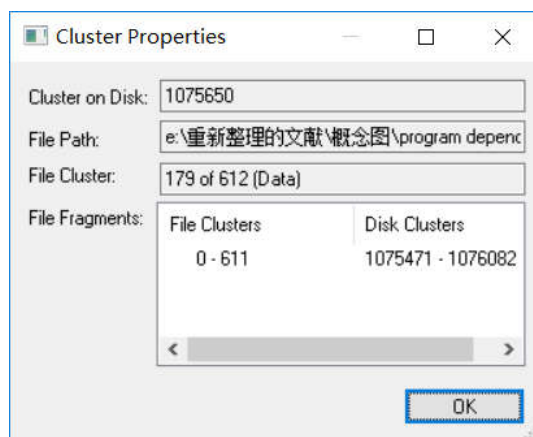 Cluster Properties
Cluster on Disk: 1075650
File Path: e:\重新整理的文献\概念图\program depend
File Cluster: 179 of 612 (Data)
File Fragments: File Clusters Disk Clusters
0 - 611 1075471 - 1076082
OK